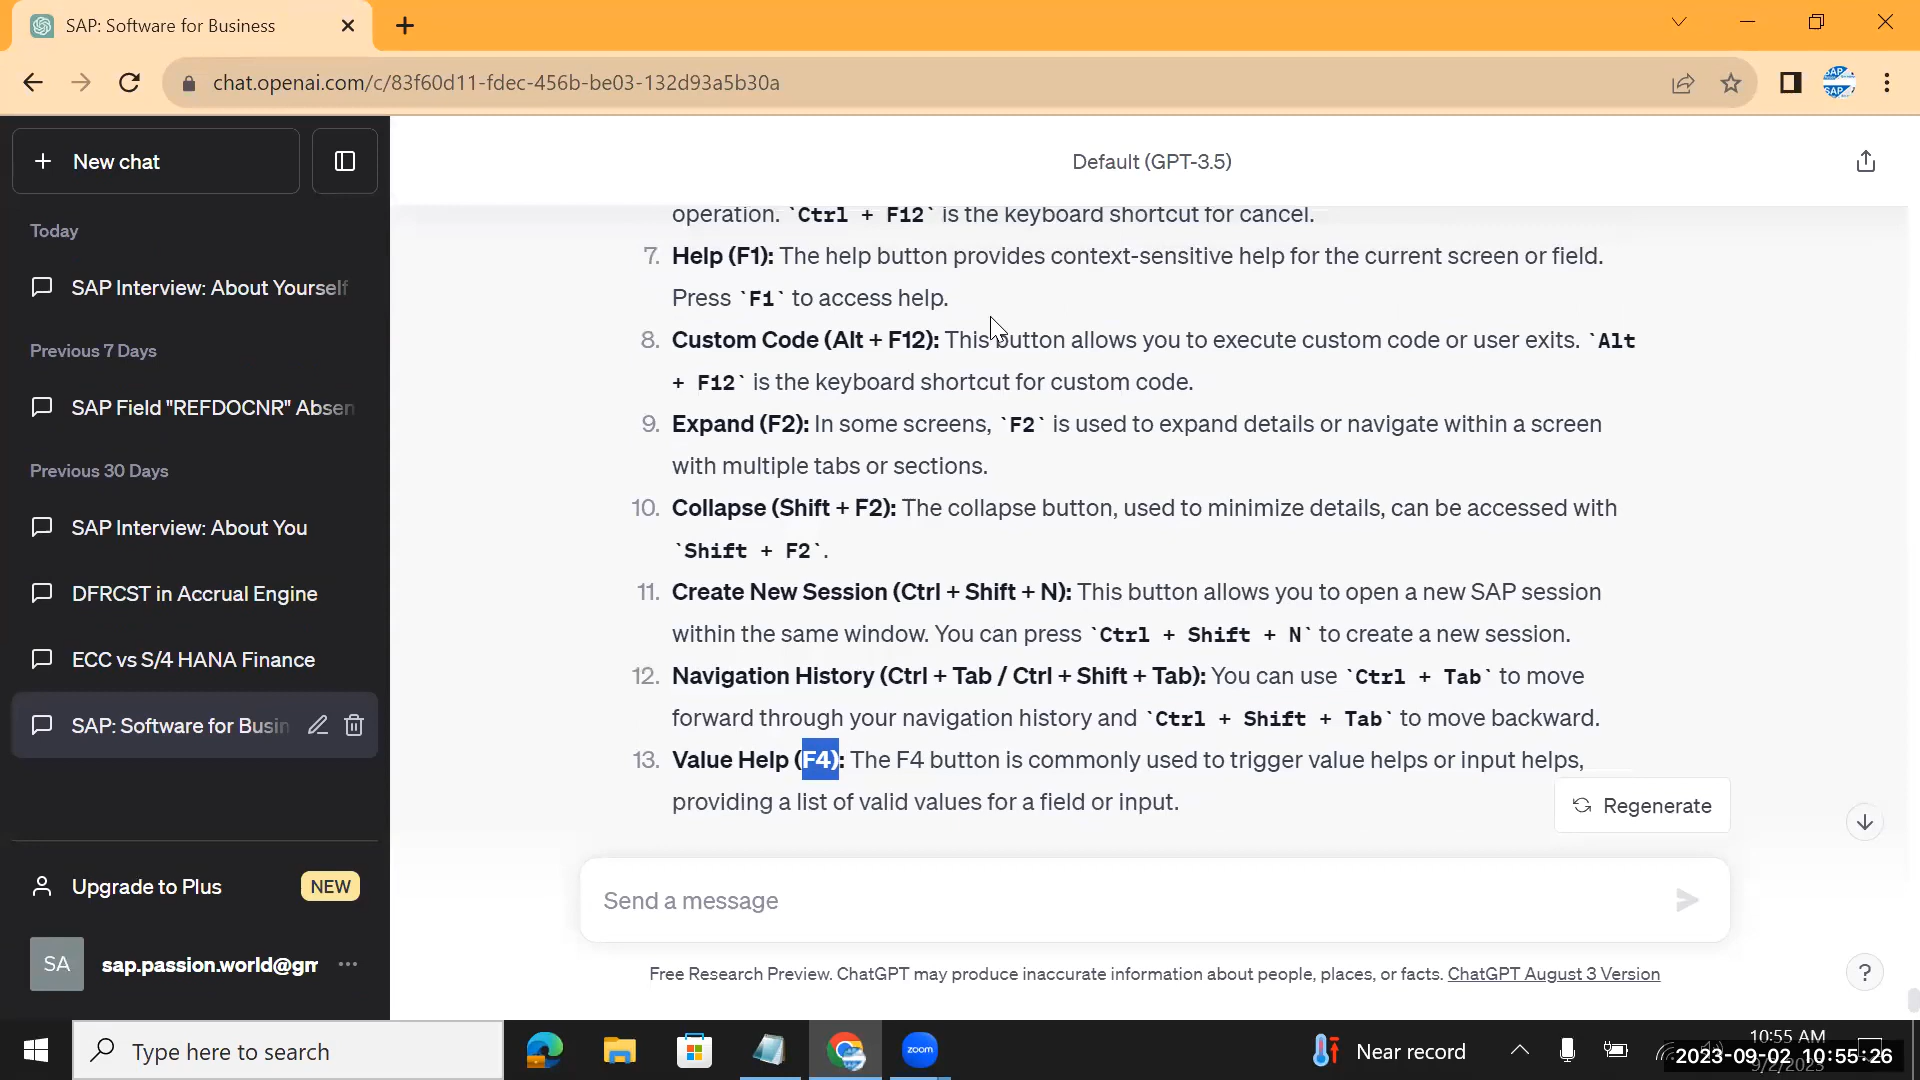 SAP: Software for Business
chat.openai.com/c/83f60d11-fdec-456b-be03-132d93a5b30a
New chat
Today
SAP Interview: About Yourself
Previous 7 Days
SAP Field "REFDOCNR" Absen
Previous 30 Days
SAP Interview: About You
DFRCST in Accrual Engine
ECC vs S/4 HANA Finance
SAP: Software for Busin
Upgrade to Plus NEW
SA sap.passion.world@gm
Default (GPT-3.5)
operation. `Ctrl + F12` is the keyboard shortcut for cancel.
7. Help (F1): The help button provides context-sensitive help for the current screen or field.
Press `F1` to access help.
8. Custom Code (Alt + F12): This button allows you to execute custom code or user exits. `Alt
+ F12` is the keyboard shortcut for custom code.
9. Expand (F2): In some screens, `F2` is used to expand details or navigate within a screen
with multiple tabs or sections.
10. Collapse (Shift + F2): The collapse button, used to minimize details, can be accessed with
`Shift + F2`.
11. Create New Session (Ctrl + Shift + N): This button allows you to open a new SAP session
within the same window. You can press `Ctrl + Shift + N` to create a new session.
12. Navigation History (Ctrl + Tab / Ctrl + Shift + Tab): You can use `Ctrl + Tab` to move
forward through your navigation history and `Ctrl + Shift + Tab` to move backward.
13. Value Help (F4): The F4 button is commonly used to trigger value helps or input helps,
providing a list of valid values for a field or input.
Regenerate
Send a message
Free Research Preview. ChatGPT may produce inaccurate information about people, places, or facts. ChatGPT August 3 Version
?
Type here to search
zoom
Near record
10:55 AM
2023-09-02 10:55:26
9/2/2023